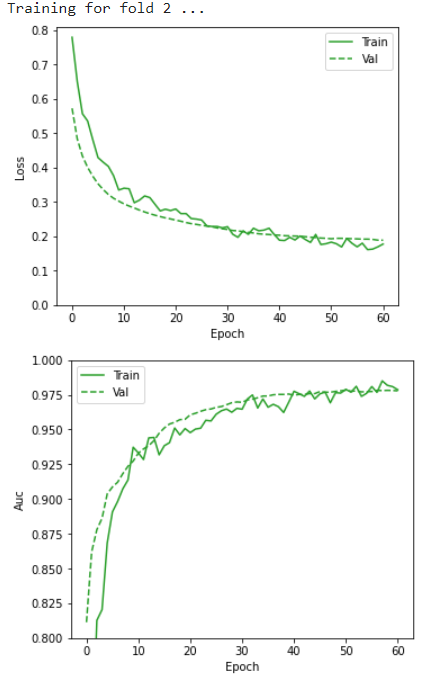 Training for fold 2 ...
0.8
0.7
0.6
0.5
0.4
0.3
0.2
0.1
0.0
Loss
Train
Val
0 10 20 30 40 50 60
Epoch
1.000
0.975
0.950
0.925
0.900
0.875
0.850
0.825
0.800
Auc
Train
Val
0 10 20 30 40 50 60
Epoch